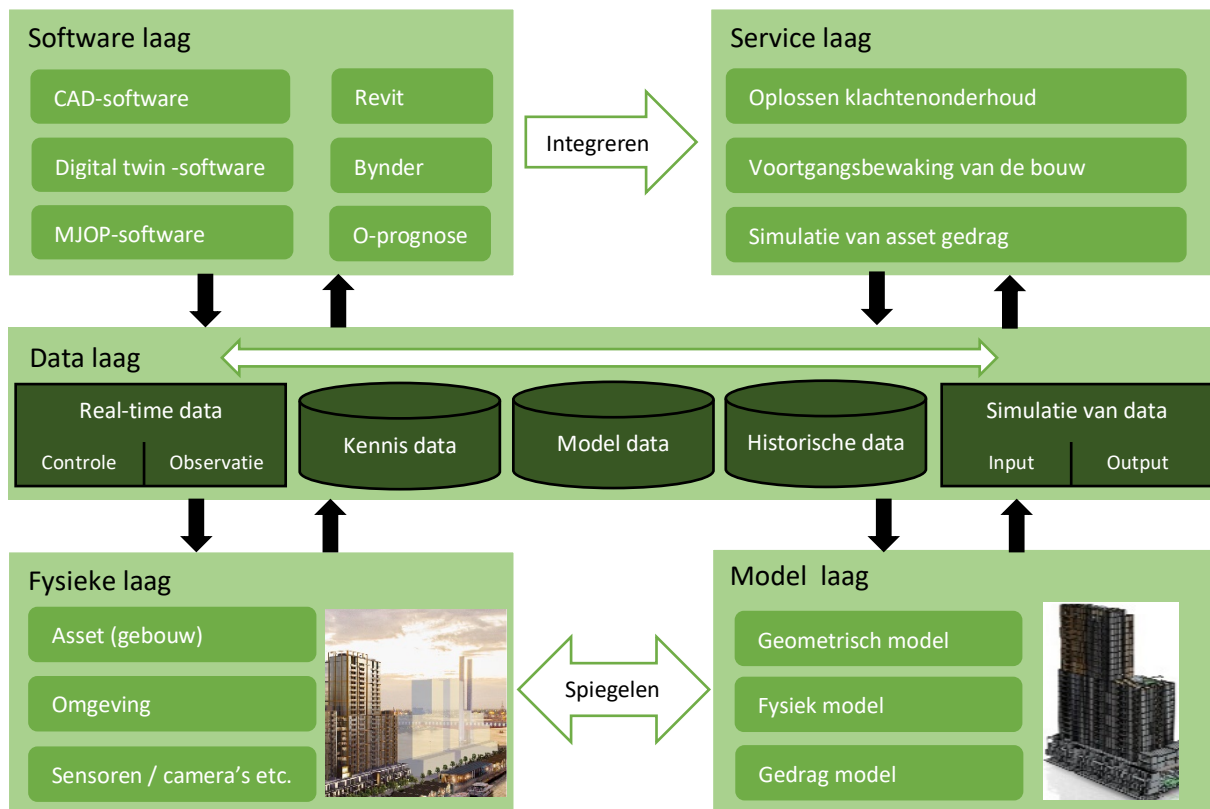 Software laag
CAD-software
Revit
Digital twin -software
Bynder
MJOP-software
O-prognose
Integreren
Service laag
Oplossen klachtenonderhoud
Voortgangsbewaking van de bouw
Simulatie van asset gedrag
Data laag
Real-time data
Controle
Observatie
Kennis data
Model data
Historische data
Simulatie van data
Input
Output
Fysieke laag
Asset (gebouw)
Omgeving
Sensoren / camera's etc.
Spiegelen
Model  laag
Geometrisch model
Fysiek model
Gedrag model